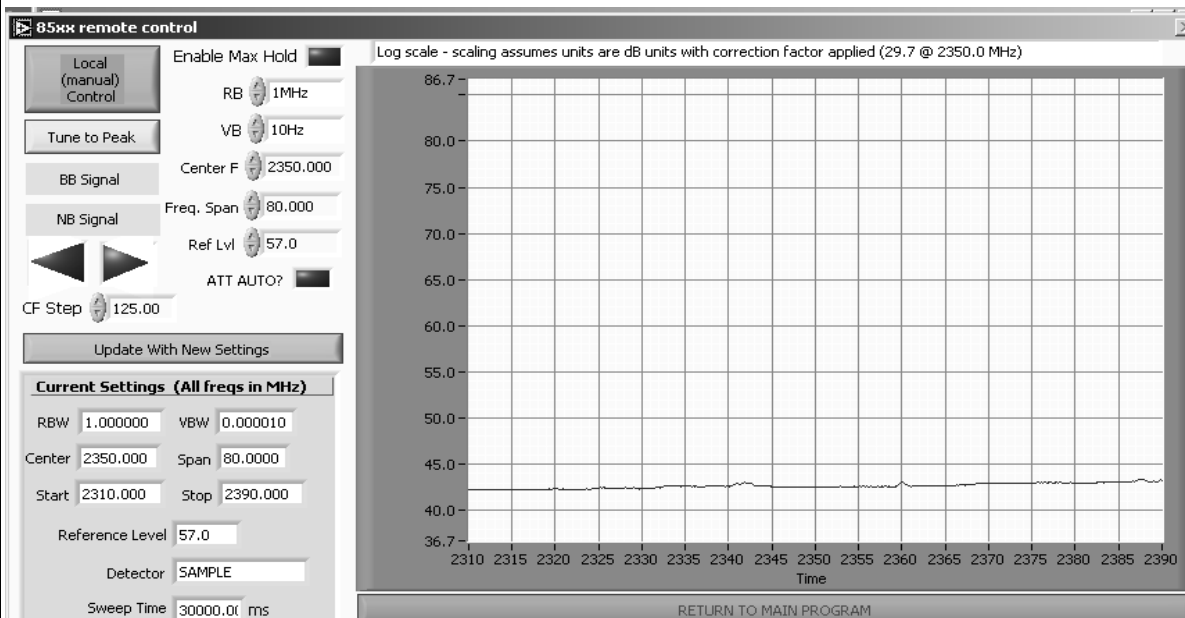 85xx remote control
Local
(manual)
Control
Enable Max Hold
RB 1MHz
Tune to Peak
VB 10Hz
BB Signal
Center F 2350.000
NB Signal
Freq. Span 80.000
Ref Lvl 57.0
ATT AUTO?
CF Step 125.00
Update With New Settings
Current Settings (All freqs in MHz)
RBW 1.000000 VBW 0.000010
Center 2350.000 Span 80.0000
Start 2310.000 Stop 2390.000
Reference Level 57.0
Detector SAMPLE
Sweep Time 30000.0( ms
Log scale - scaling assumes units are dB units with correction factor applied (29.7 @ 2350.0 MHz)
86.7
80.0
75.0
70.0
65.0
60.0
55.0
50.0
45.0
40.0
36.7
2310 2315 2320 2325 2330 2335 2340 2345 2350 2355 2360 2365 2370 2375 2380 2385 2390
Time
RETURN TO MAIN PROGRAM